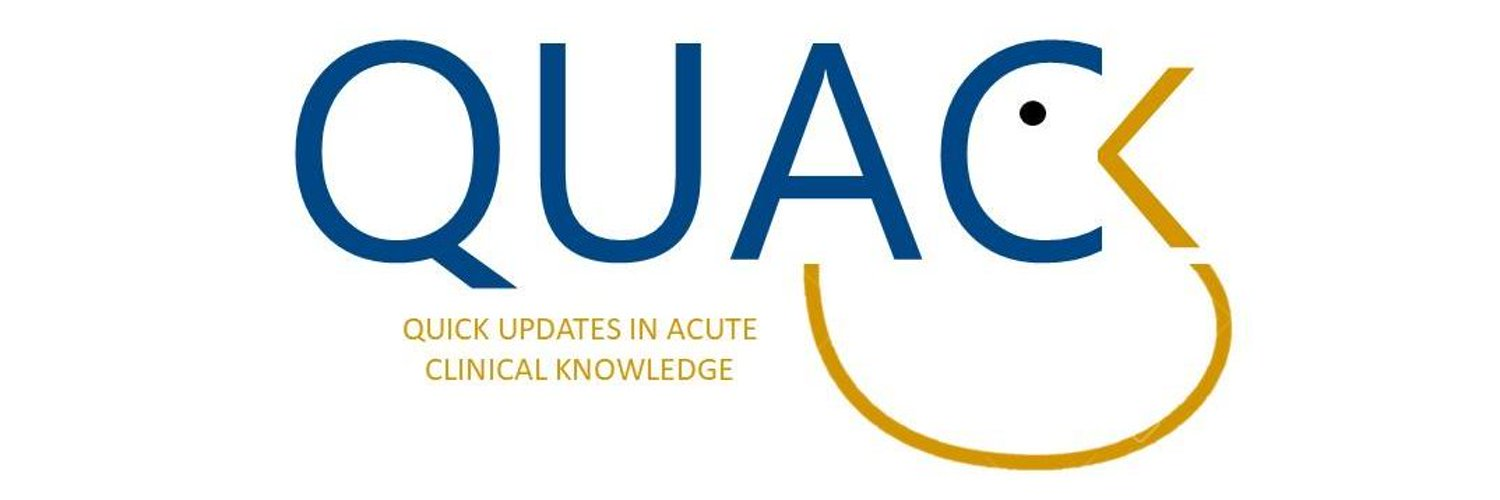 QUACK
QUICK UPDATES IN ACUTE
CLINICAL KNOWLEDGE